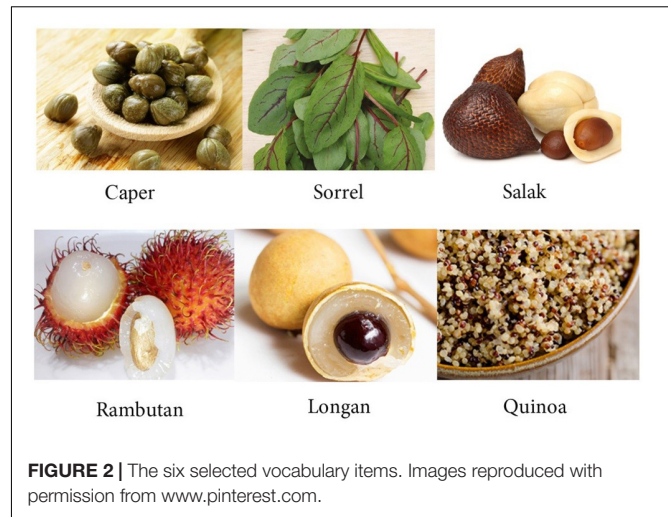 Caper Sorrel Salak
Rambutan Longan Quinoa
FIGURE 2 | The six selected vocabulary items. Images reproduced with
permission from www.pinterest.com.